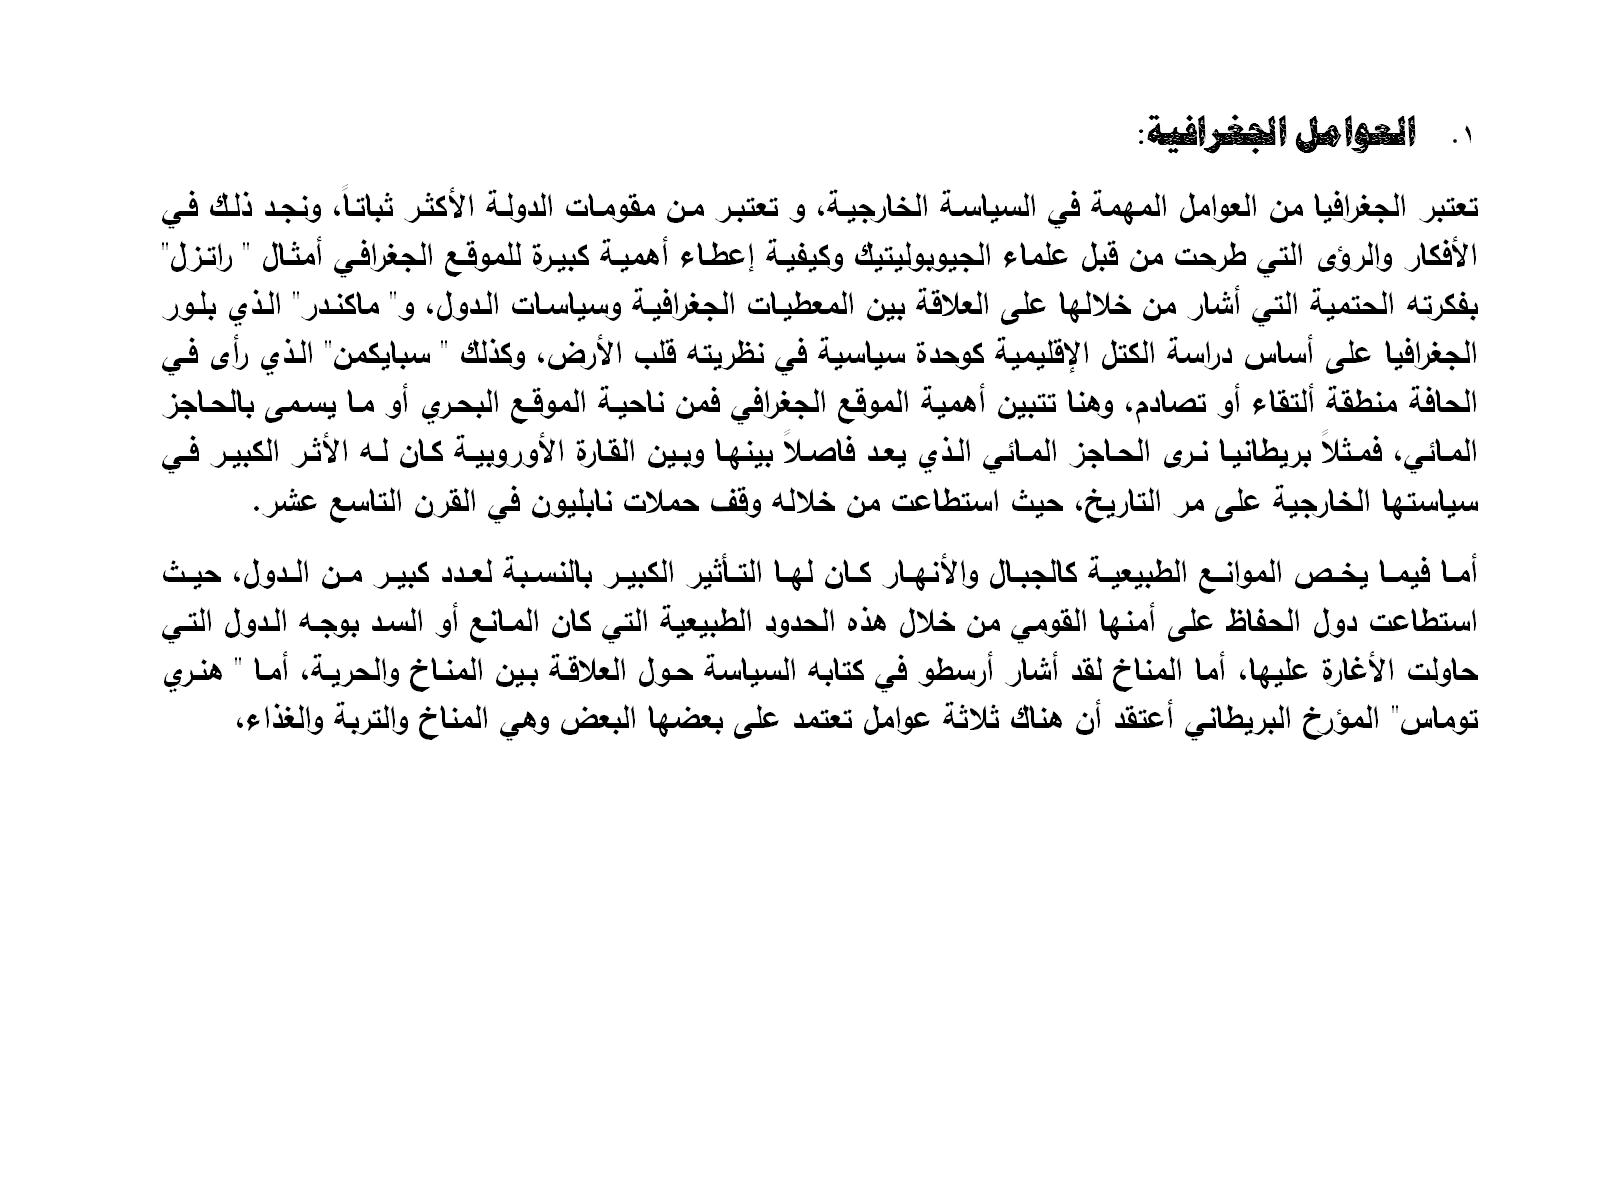 ١. العوامل الجغرافية:
تعتبر الجغرافيا من العوامل المهمة في السياسة الخارجية، و تعتبر من مقومات الدولة الأكثر ثباتاً، ونجد ذلك في
الأفكار والرؤى التي طرحت من قبل علماء الجيوبوليتيك وكيفية إعطاء أهمية كبيرة للموقع الجغرافي أمثال " راتزل"
بفكرته الحتمية التي أشار من خلالها على العلاقة بين المعطيات الجغرافية وسياسات الدول، و" ماكندر" الذي بلور
الجغرافيا على أساس دراسة الكتل الإقليمية كوحدة سياسية في نظريته قلب الأرض، وكذلك " سبايكمن" الذي رأى في
الحافة منطقة ألتقاء أو تصادم، وهنا تتبين أهمية الموقع الجغرافي فمن ناحية الموقع البحري أو ما يسمى بالحاجز
المائي، فمثلاً بريطانيا نرى الحاجز المائي الذي يعد فاصلاً بينها وبين القارة الأوروبية كان له الأثر الكبير في
سياستها الخارجية على مر التاريخ، حيث استطاعت من خلاله وقف حملات نابليون في القرن التاسع عشر.
أما فيما يخص الموانع الطبيعية كالجبال والأنهار كان لها التأثير الكبير بالنسبة لعدد كبير من الدول، حيث
استطاعت دول الحفاظ على أمنها القومي من خلال هذه الحدود الطبيعية التي كان المانع أو السد بوجه الدول التي
حاولت الأغارة عليها، أما المناخ لقد أشار أرسطو في كتابه السياسة حول العلاقة بين المناخ والحرية، أما " هنري
توماس" المؤرخ البريطاني أعتقد أن هناك ثلاثة عوامل تعتمد على بعضها البعض وهي المناخ والتربة والغذاء،